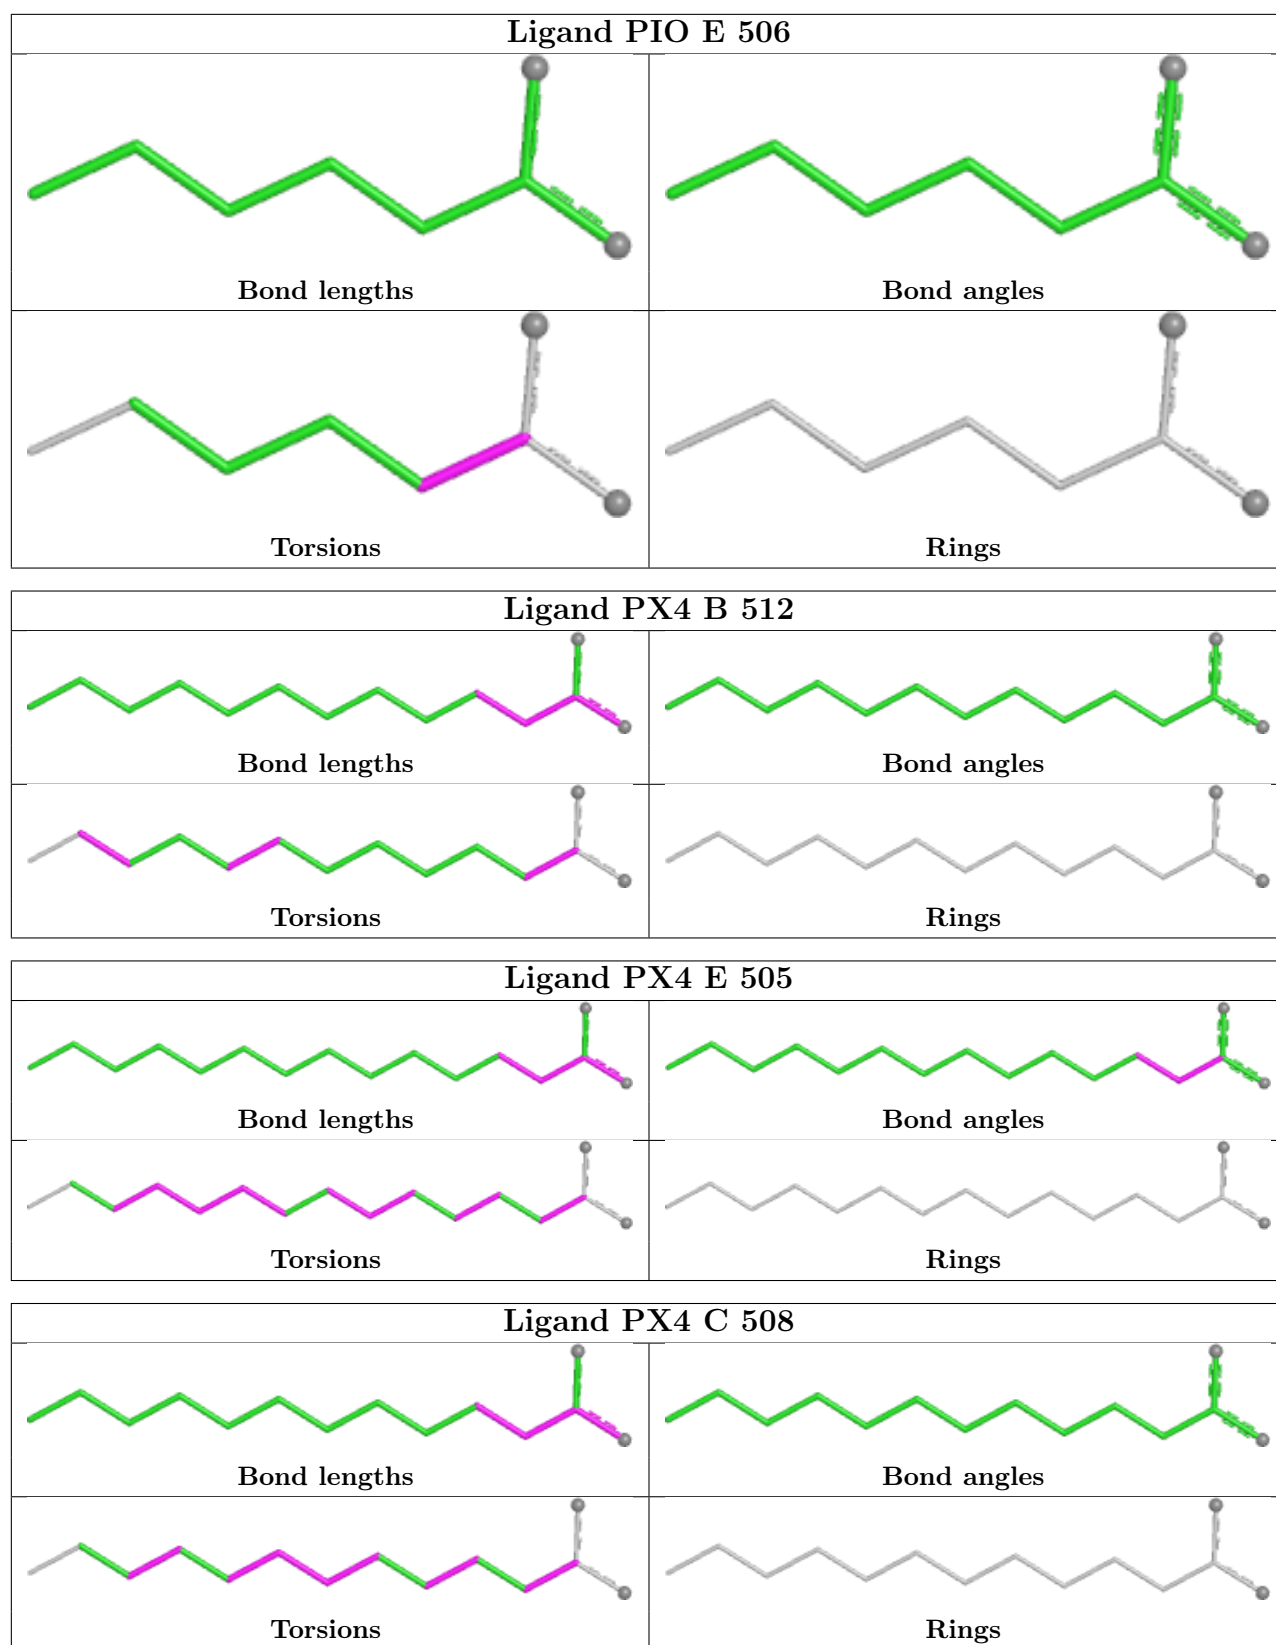 Ligand PIO E 506
Bond lengths
Bond angles
Torsions
Rings
Ligand PX4 B 512
Bond lengths
Bond angles
Torsions
Rings
Ligand PX4 E 505
Bond lengths
Bond angles
Torsions
Rings
Ligand PX4 C 508
Bond lengths
Bond angles
Torsions
Rings